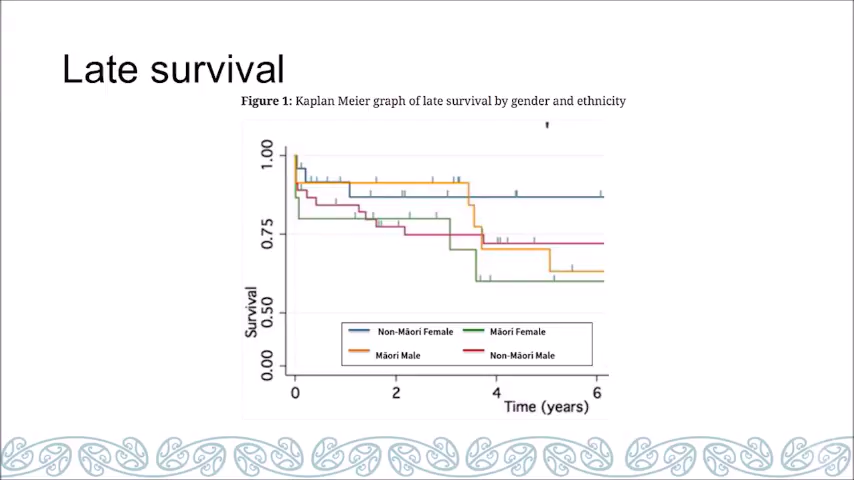 Late survival
Figure 1: Kaplan Meier graph of late survival by gender and ethnicity
Survival
1.00
0.75
0.50
0.00
Non-Māori Female
Māori Female
Māori Male
Non-Māori Male
0 2 4 6
Time (years)